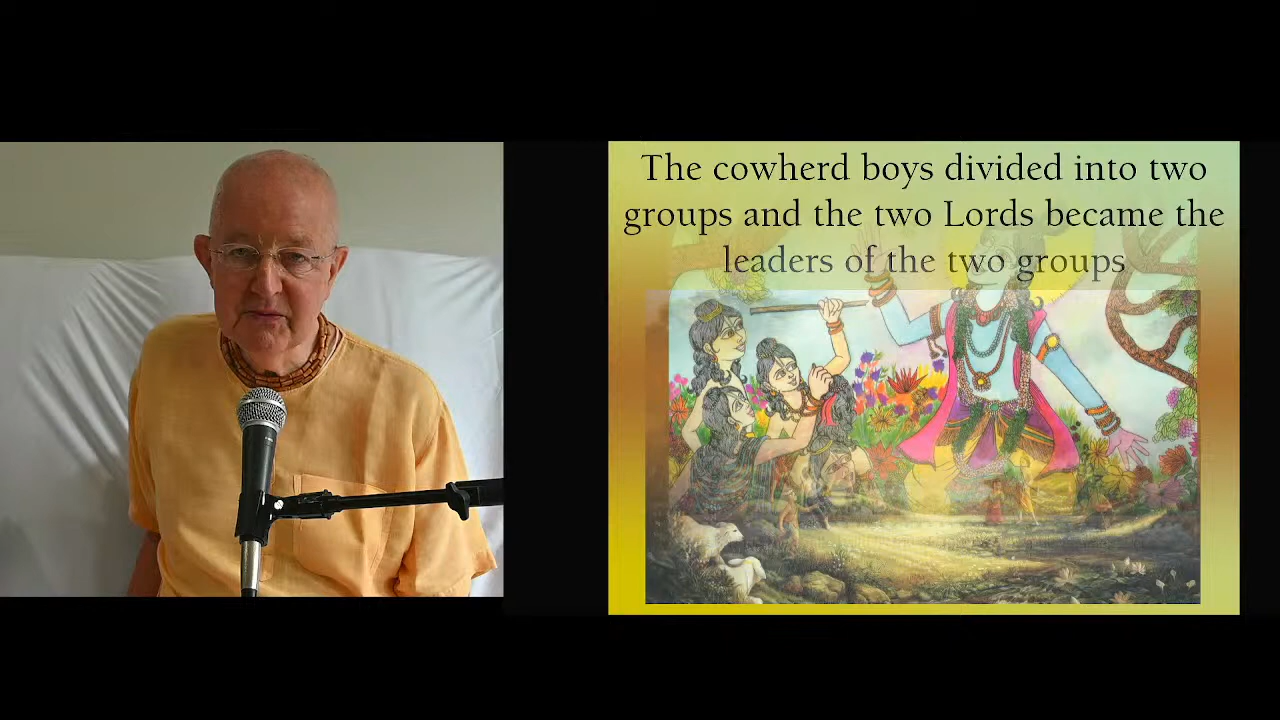 The cowherd boys divided into two
groups and the two Lords became the
leaders of the two groups